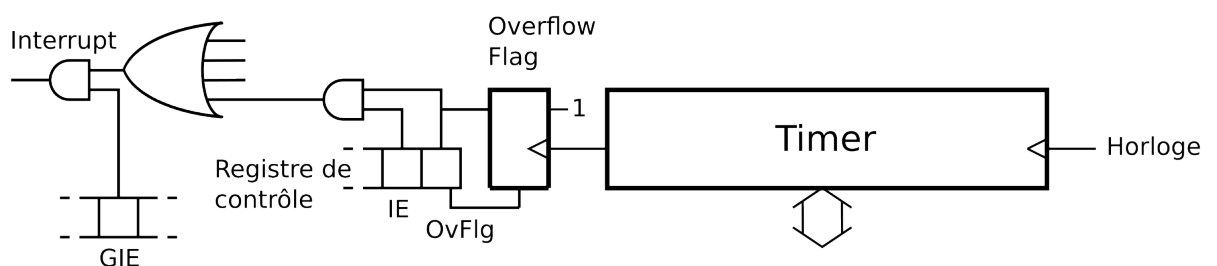 Interrupt
Overflow
Flag
1
Timer
Horloge
Registre de
contrôle
IE
OvFlg
GIE